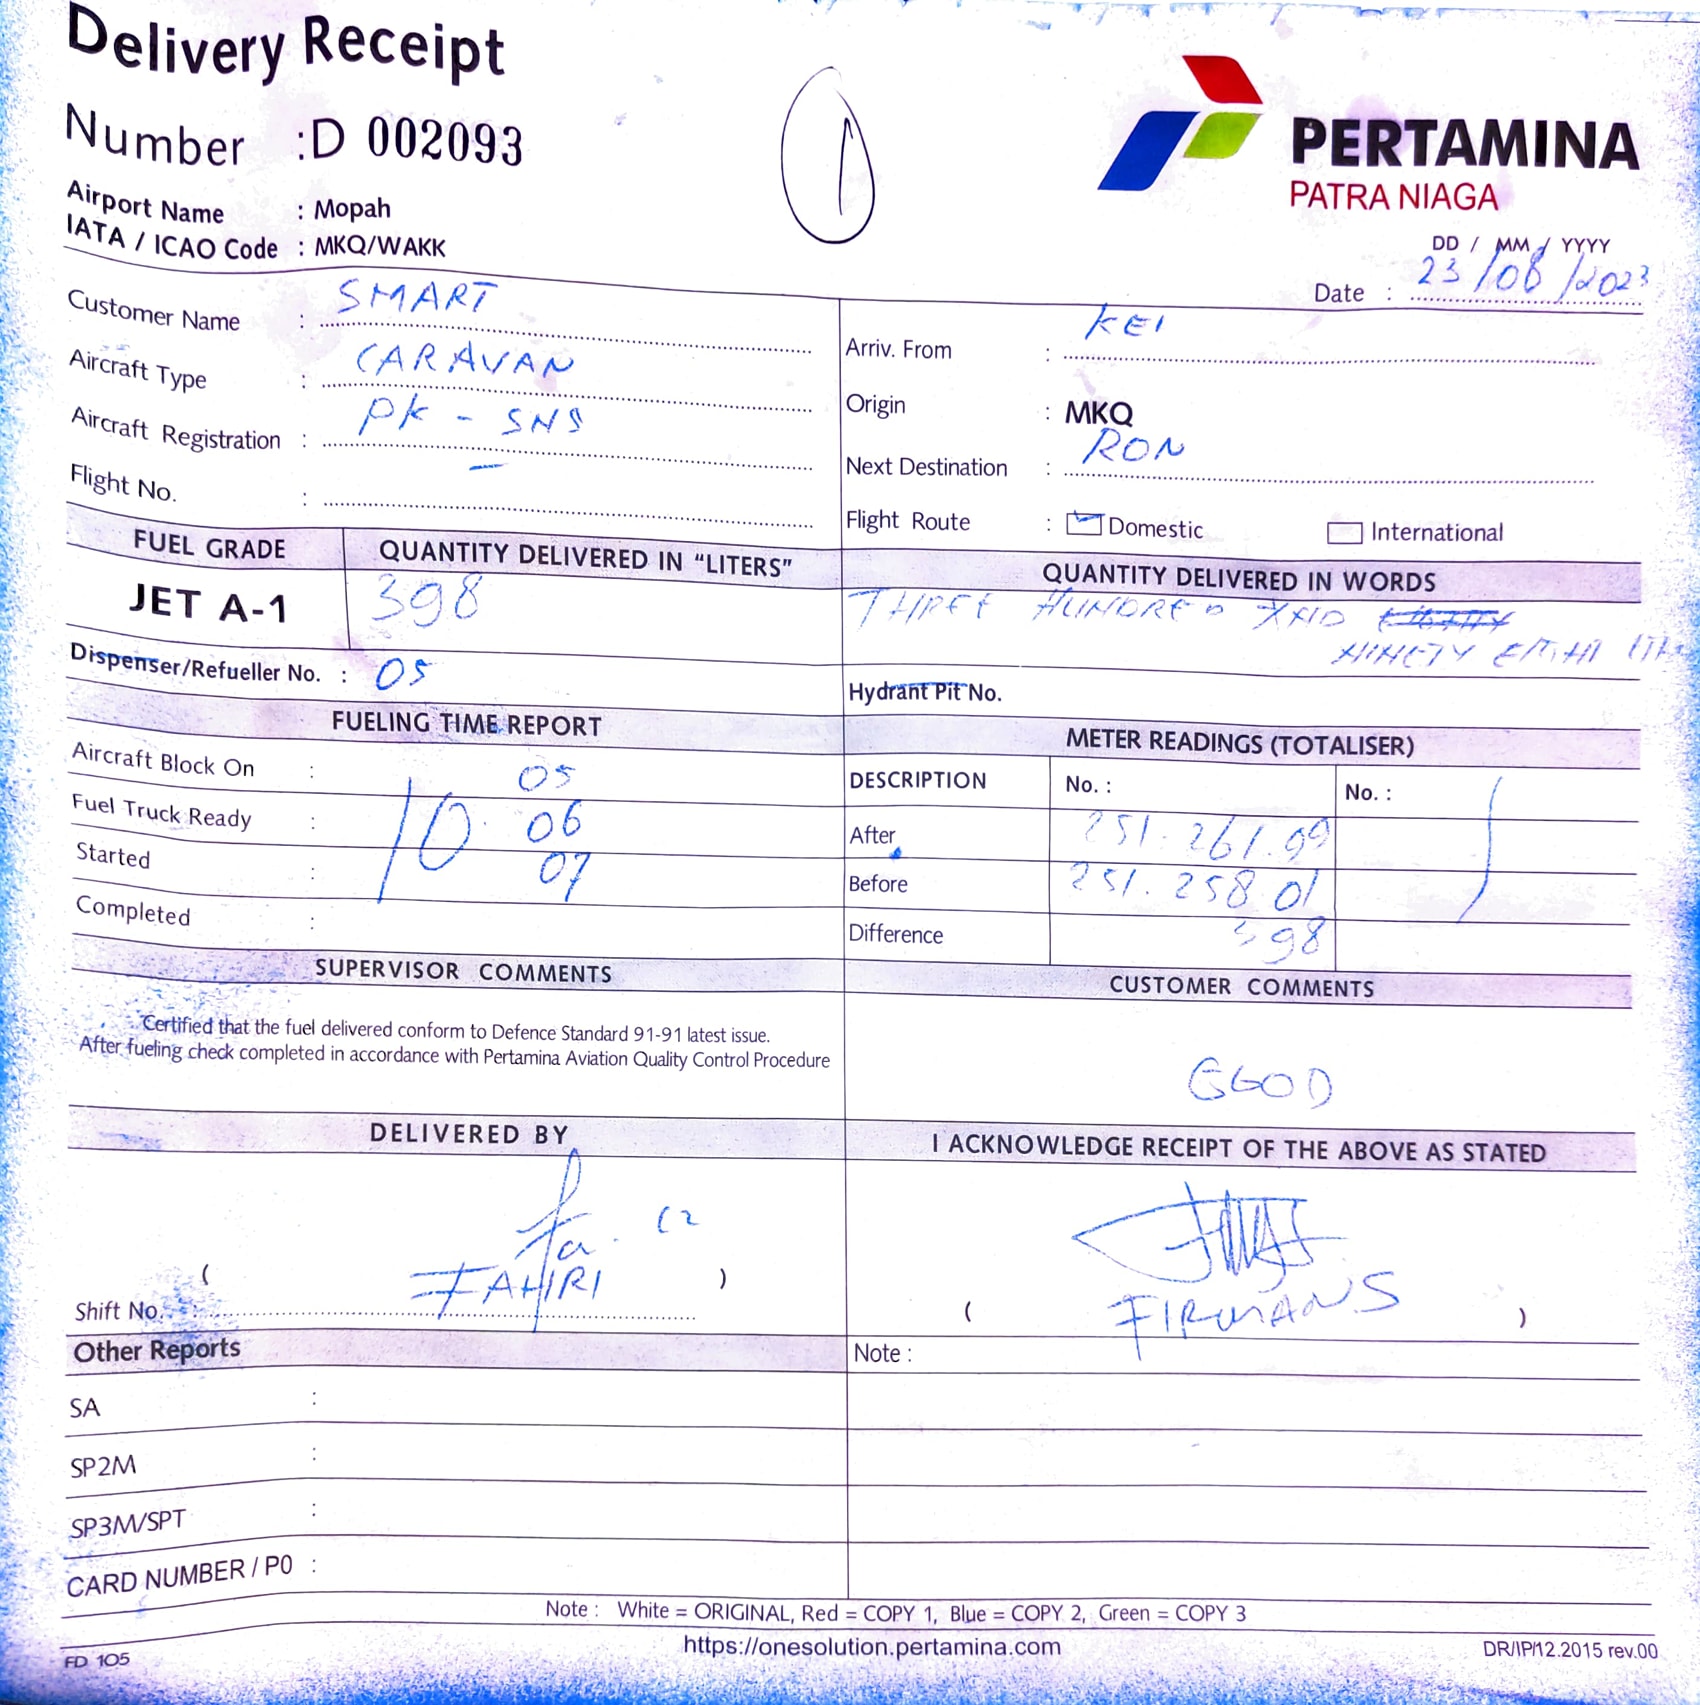 Delivery Receipt
Number :D 002093
1
PERTAMINA
PATRA NIAGA
Airport Name : Mopah
IATA / ICAO Code : MKQ/WAKK
DD / MM / YYYY
Date : 23/08/2023
Customer Name : SMART
Aircraft Type : CARAVAN
Aircraft Registration : PK - SNS
Flight No. : –
Arriv. From : KEI
Origin : MKQ
Next Destination : RON
Flight Route : Domestic International
FUEL GRADE QUANTITY DELIVERED IN “LITERS” QUANTITY DELIVERED IN WORDS
JET A-1 398 THREE HUNDRED AND
NINETY EIGHT
Dispenser/Refueller No. : 05 Hydrant Pit No.
FUELING TIME REPORT
Aircraft Block On : 05
Fuel Truck Ready : 10. 06
Started : 07
Completed :
METER READINGS (TOTALISER)
DESCRIPTION No. : No. :
After 251.261.99
Before 251.258.01
Difference 398
SUPERVISOR COMMENTS
Certified that the fuel delivered conform to Defence Standard 91-91 latest issue.
After fueling check completed in accordance with Pertamina Aviation Quality Control Procedure
CUSTOMER COMMENTS
GOOD
DELIVERED BY
( FAHRI )
Shift No. :
I ACKNOWLEDGE RECEIPT OF THE ABOVE AS STATED
( FIRMANS )
Other Reports
SA :
SP2M :
SP3M/SPT :
CARD NUMBER / P0 :
Note :
Note : White = ORIGINAL, Red = COPY 1, Blue = COPY 2, Green = COPY 3
https://onesolution.pertamina.com
FD 105
DR/IP/12.2015 rev.00